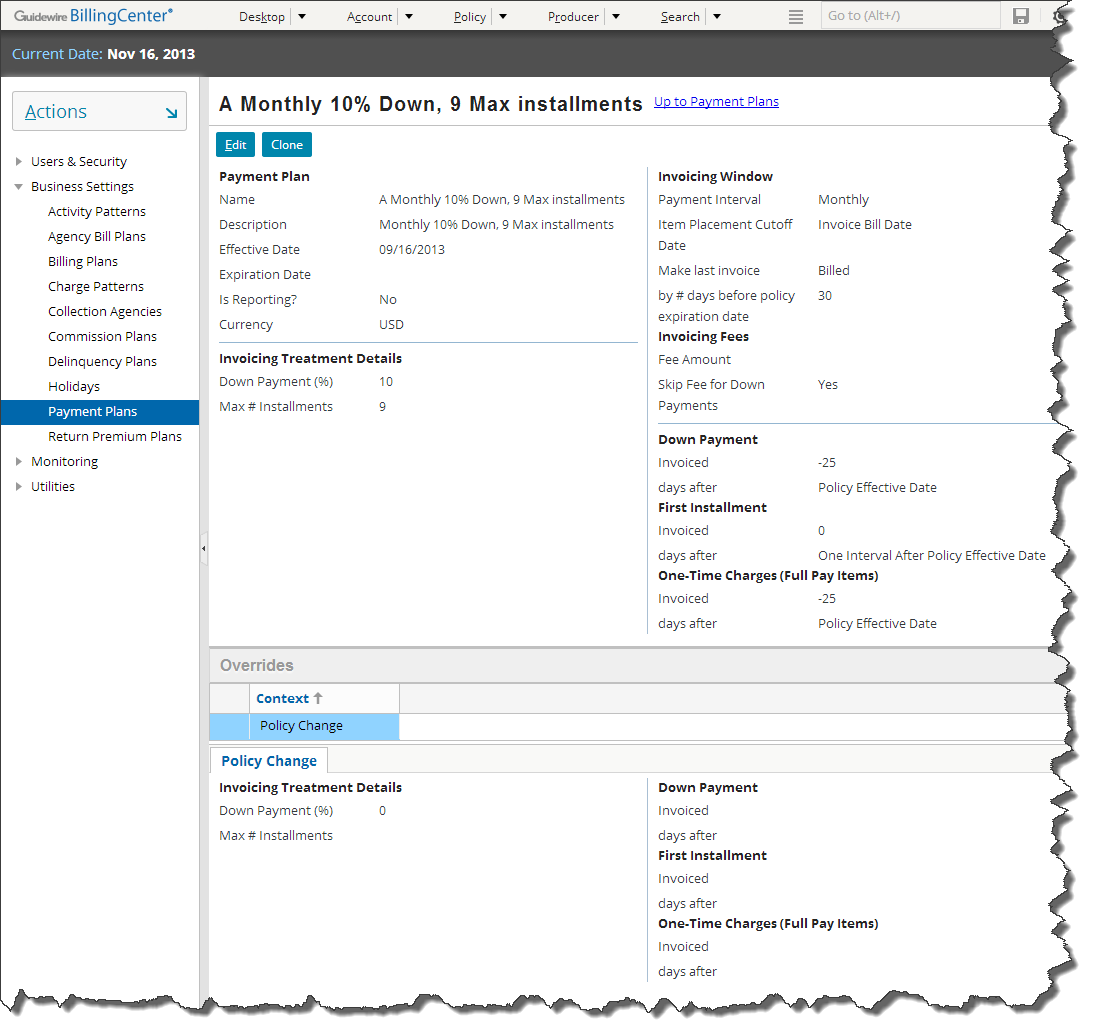 Guidewire BillingCenter®
Desktop Account Policy Producer Search Go to (Alt+/)
Current Date: Nov 16, 2013
Actions
Users & Security
Business Settings
Activity Patterns
Agency Bill Plans
Billing Plans
Charge Patterns
Collection Agencies
Commission Plans
Delinquency Plans
Holidays
Payment Plans
Return Premium Plans
Monitoring
Utilities
A Monthly 10% Down, 9 Max installments Up to Payment Plans
Edit Clone
Payment Plan
Name A Monthly 10% Down, 9 Max installments
Description Monthly 10% Down, 9 Max installments
Effective Date 09/16/2013
Expiration Date
Is Reporting? No
Currency USD
Invoicing Treatment Details
Down Payment (%) 10
Max # Installments 9
Invoicing Window
Payment Interval Monthly
Item Placement Cutoff Invoice Bill Date
Date
Make last invoice Billed
by # days before policy 30
expiration date
Invoicing Fees
Fee Amount
Skip Fee for Down Yes
Payments
Down Payment
Invoiced -25
days after Policy Effective Date
First Installment
Invoiced 0
days after One Interval After Policy Effective Date
One-Time Charges (Full Pay Items)
Invoiced -25
days after Policy Effective Date
Overrides
Context ↑
Policy Change
Policy Change
Invoicing Treatment Details
Down Payment (%) 0
Max # Installments
Down Payment
Invoiced
days after
First Installment
Invoiced
days after
One-Time Charges (Full Pay Items)
Invoiced
days after